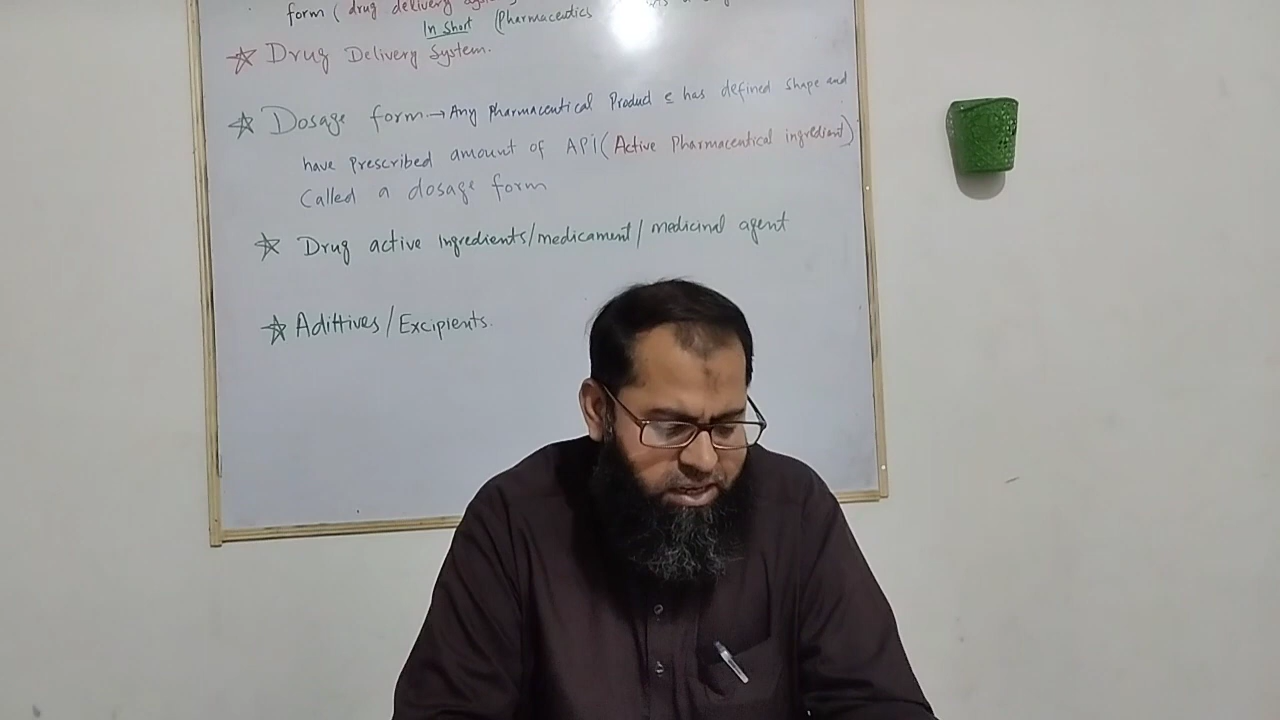 form ( drug delivery
In short (Pharmaceutics
☆ Drug Delivery System.
☆ Dosage form → Any Pharmaceutical Produd c̄ has defined shape and
have Prescribed amount of API ( Active Pharmaceutical ingredient )
Called a dosage form
☆ Drug active ingredients/medicament/medicinal agent
☆ Adittives/Excipients.